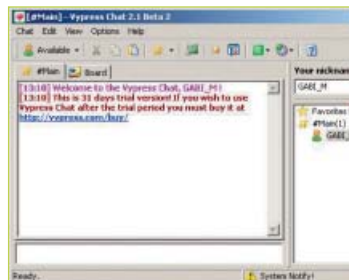 [#Main] - Vypress Chat 2.1 Beta 2
Chat Edit View Options Help
Available
#Main Board
[13:10] Welcome to the Vypress Chat, GABI_M!
[13:10] This is 31 days trial version! If you wish to use
Vypress Chat after the trial period you must buy it at
http://vypress.com/buy/
Your nickname
GABI_M
Favorites
#Main(1)
GABI_
Ready.
System Notify!